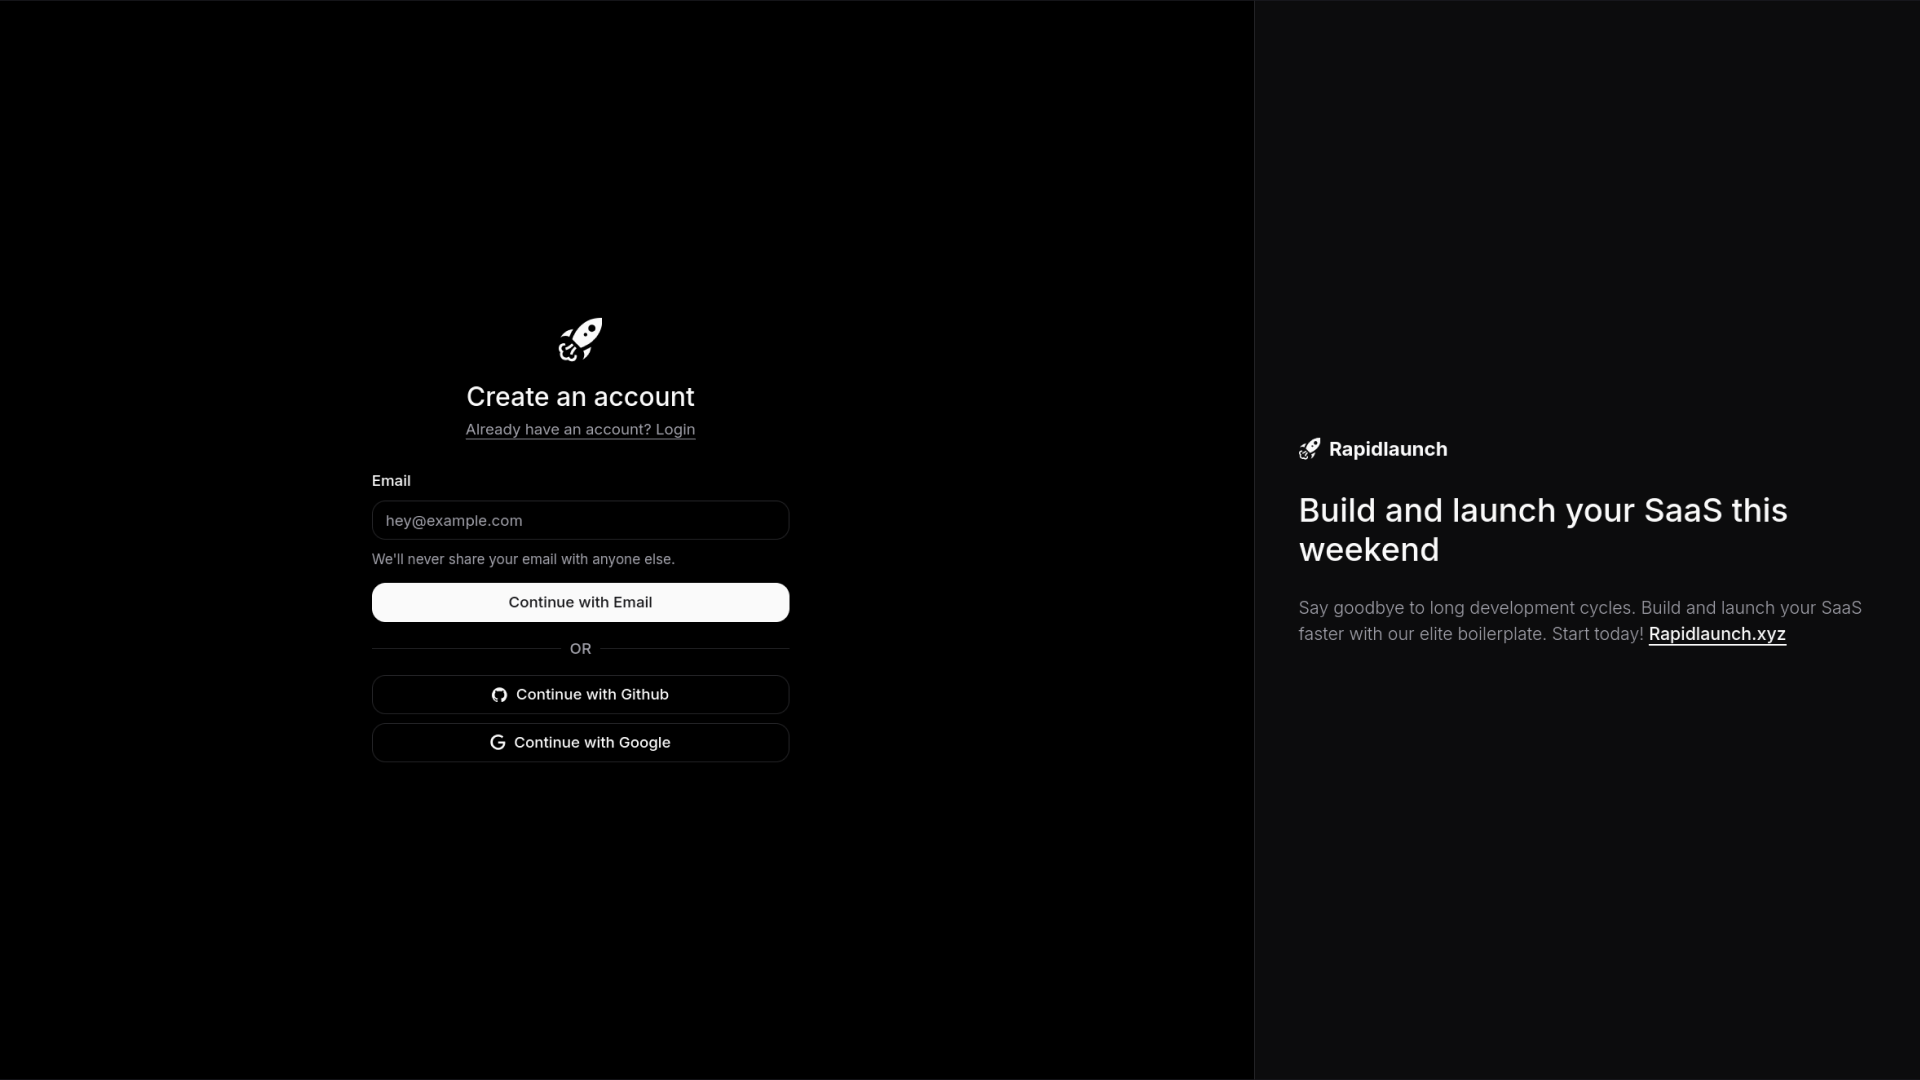 Create an account
Already have an account? Login
Email
hey@example.com
We'll never share your email with anyone else.
Continue with Email
OR
Continue with Github
Continue with Google
Rapidlaunch
Build and launch your SaaS this
weekend
Say goodbye to long development cycles. Build and launch your SaaS
faster with our elite boilerplate. Start today! Rapidlaunch.xyz